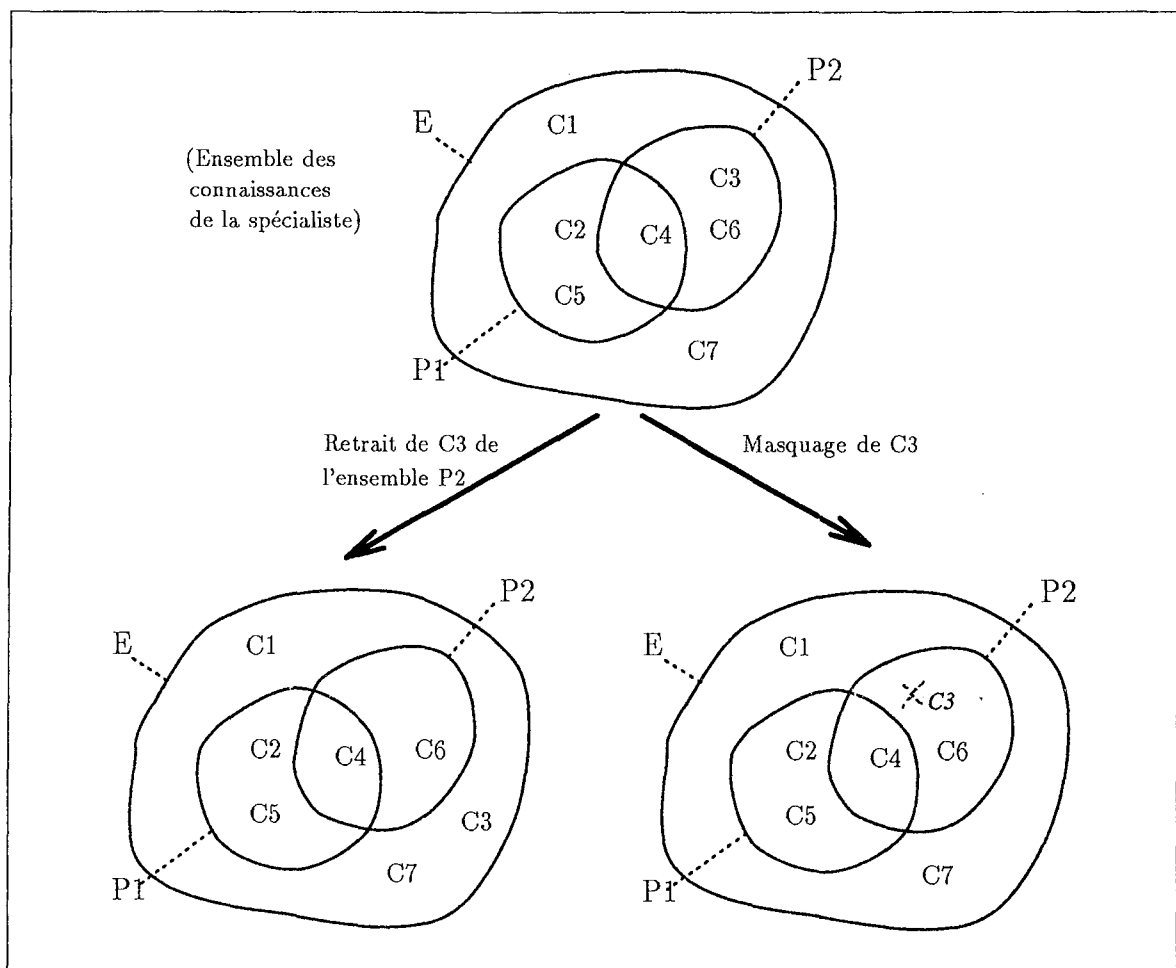 P2
E
C1
(Ensemble des
connaissances
de la spécialiste)
C3
C2
C4
C6
C5
C7
P1
Retrait de C3 de
l'ensemble P2
Masquage de C3
P2
E
C1
C2
C4
C6
C5
C3
C7
P1
P2
E
C1
C3
C2
C4
C6
C5
C7
P1